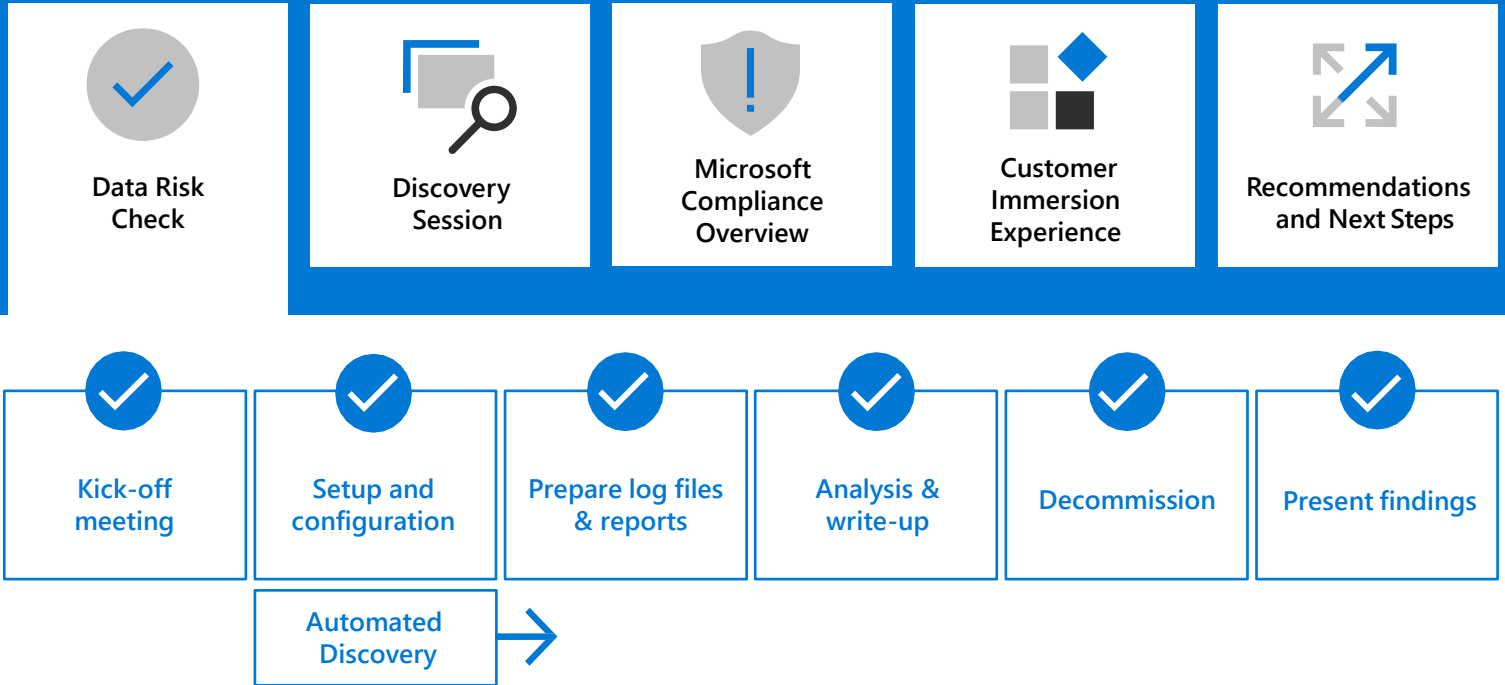 Data Risk
Check
Discovery
Session
Microsoft
Compliance
Overview
Customer
Immersion
Experience
Recommendations
and Next Steps
Kick-off
meeting
Setup and
configuration
Prepare log files
& reports
Analysis &
write-up
Decommission
Present findings
Automated
Discovery